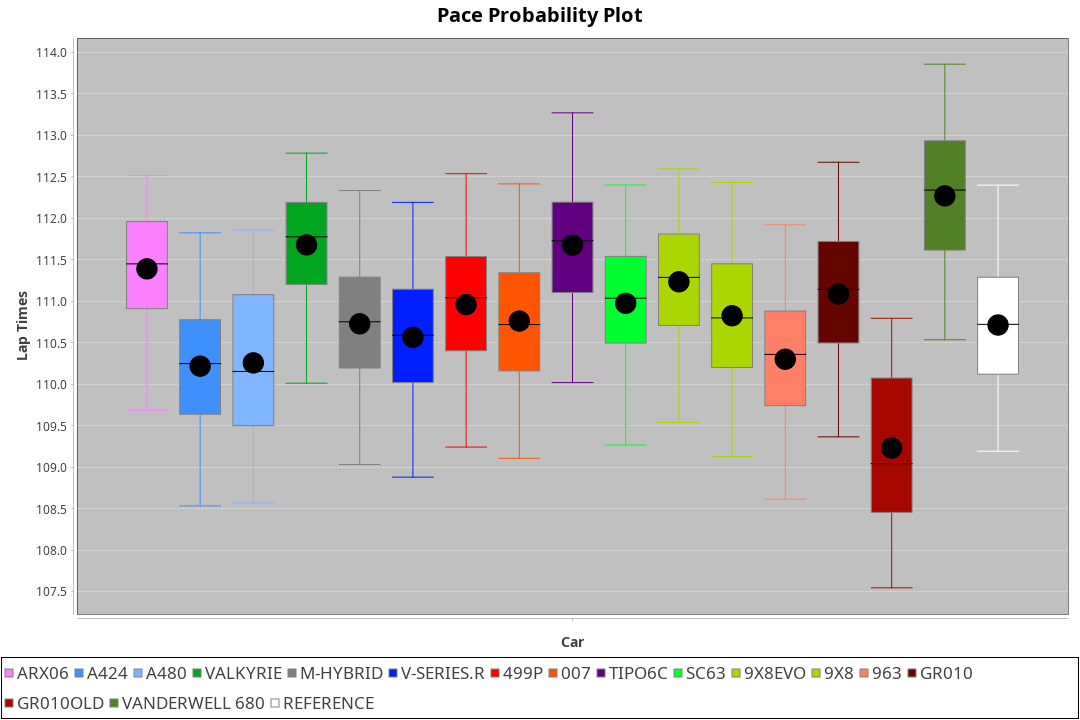 Pace Probability Plot
114.0
113.5
113.0
112.5
112.0
111.5
111.0
110.5
110.0
109.5
109.0
108.5
108.0
107.5
Lap Times
Car
ARX06 A424 A480 VALKYRIE M-HYBRID V-SERIES.R 499P 007 TIPO6C SC63 9X8EVO 9X8 963 GR010
GR010OLD VANDERWELL 680 REFERENCE